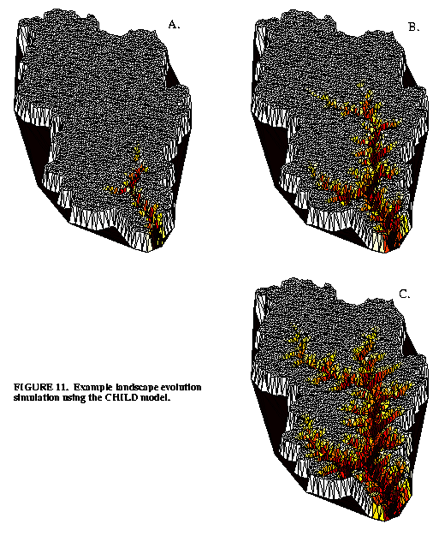 A.
B.
C.
FIGURE 11. Example landscape evolution
simulation using the CHILD model.